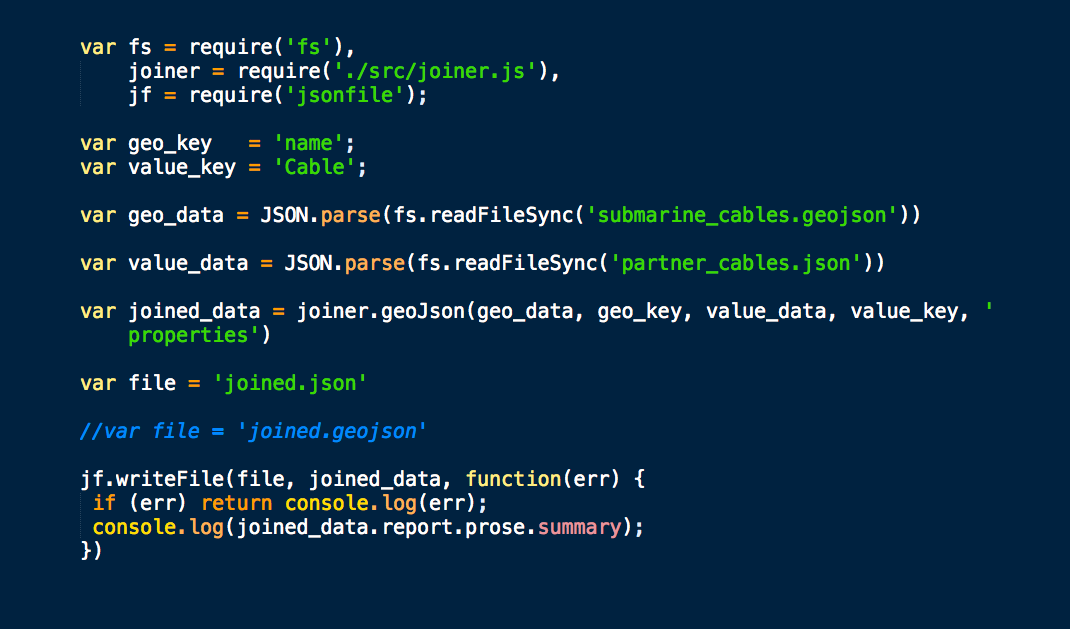 var fs = require('fs'),
    joiner = require('./src/joiner.js'),
    jf = require('jsonfile');

var geo_key   = 'name';
var value_key = 'Cable';

var geo_data = JSON.parse(fs.readFileSync('submarine_cables.geojson'))

var value_data = JSON.parse(fs.readFileSync('partner_cables.json'))

var joined_data = joiner.geoJson(geo_data, geo_key, value_data, value_key, '
    properties')

var file = 'joined.json'

//var file = 'joined.geojson'

jf.writeFile(file, joined_data, function(err) {
 if (err) return console.log(err);
 console.log(joined_data.report.prose.summary);
})